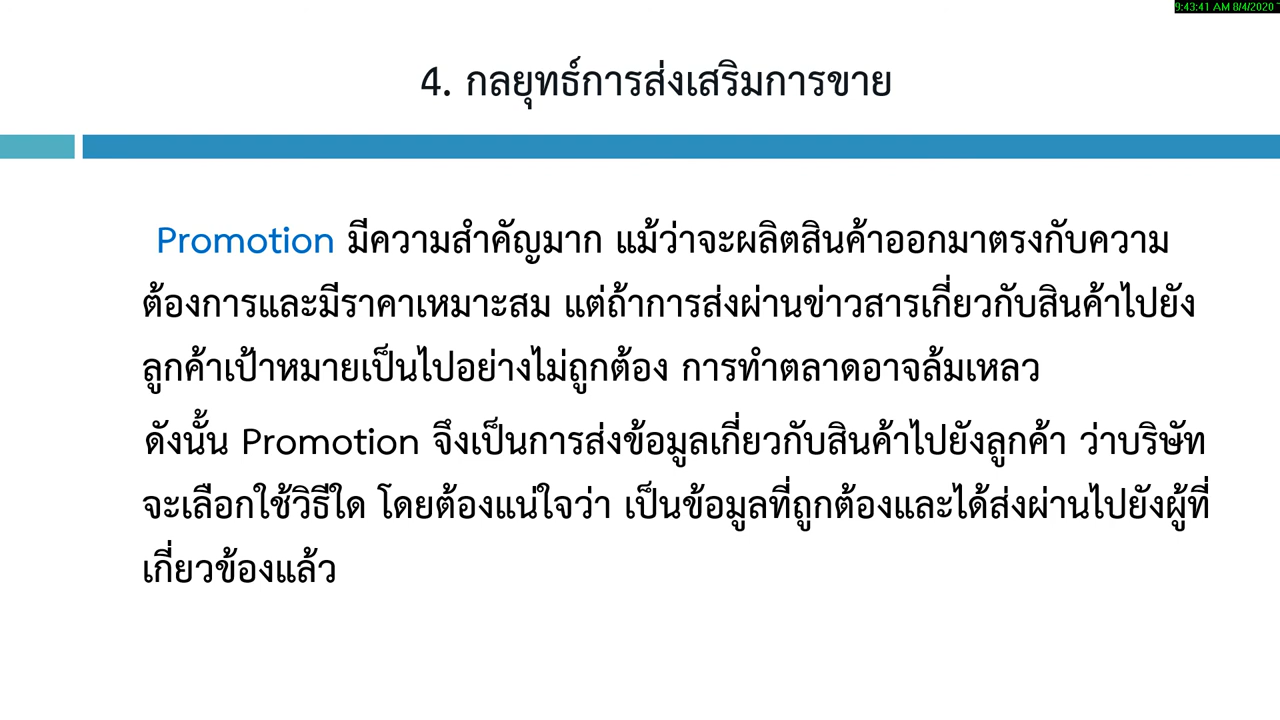 9:43:41 AM 8/4/2020
4. กลยุทธ์การส่งเสริมการขาย
Promotion มีความสำคัญมาก แม้ว่าจะผลิตสินค้าออกมาตรงกับความ
ต้องการและมีราคาเหมาะสม แต่ถ้าการส่งผ่านข่าวสารเกี่ยวกับสินค้าไปยัง
ลูกค้าเป้าหมายเป็นไปอย่างไม่ถูกต้อง การทำตลาดอาจล้มเหลว
ดังนั้น Promotion จึงเป็นการส่งข้อมูลเกี่ยวกับสินค้าไปยังลูกค้า ว่าบริษัท
จะเลือกใช้วิธีใด โดยต้องแน่ใจว่า เป็นข้อมูลที่ถูกต้องและได้ส่งผ่านไปยังผู้ที่
เกี่ยวข้องแล้ว